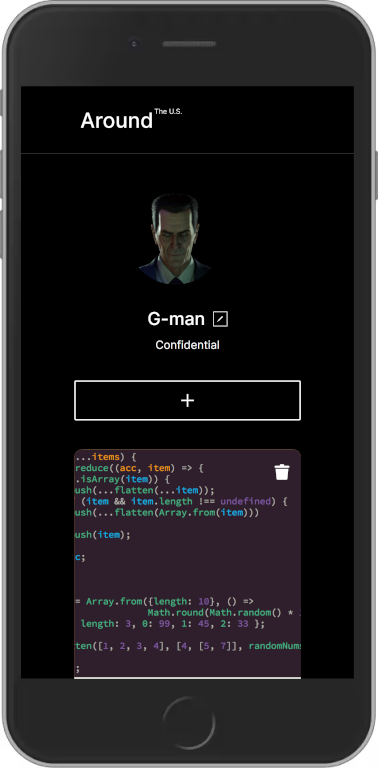 Around The U.S.
G-man
Confidential
+
...items) {
reduce((acc, item) => {
.isArray(item)) {
ush(...flatten(...item));
(item && item.length !== undefined) {
ush(...flatten(Array.from(item)))
ush(item);
c;
= Array.from({length: 10}, () =>
Math.round(Math.random() *
length: 3, 0: 99, 1: 45, 2: 33 };
ten([1, 2, 3, 4], [4, [5, 7]], randomNums
;